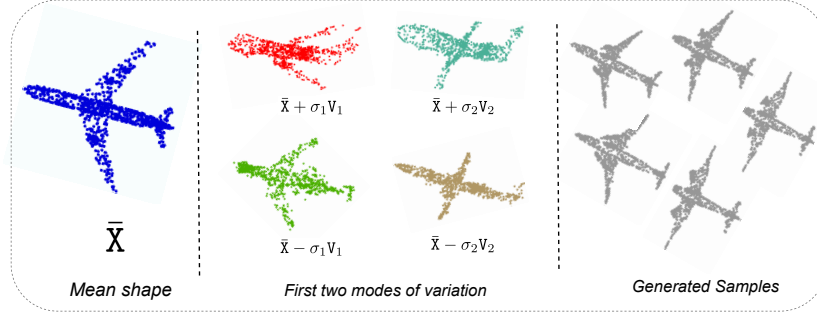 X̄
Mean shape
X̄ + σ₁V₁
X̄ + σ₂V₂
X̄ − σ₁V₁
X̄ − σ₂V₂
First two modes of variation
Generated Samples